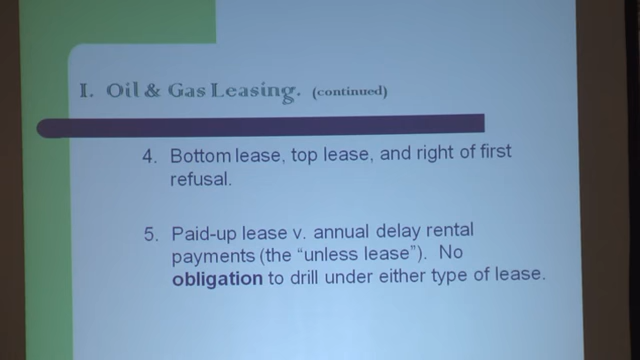 I. Oil & Gas Leasing. (continued)
4. Bottom lease, top lease, and right of first
refusal.
5. Paid-up lease v. annual delay rental
payments (the “unless lease”). No
obligation to drill under either type of lease.